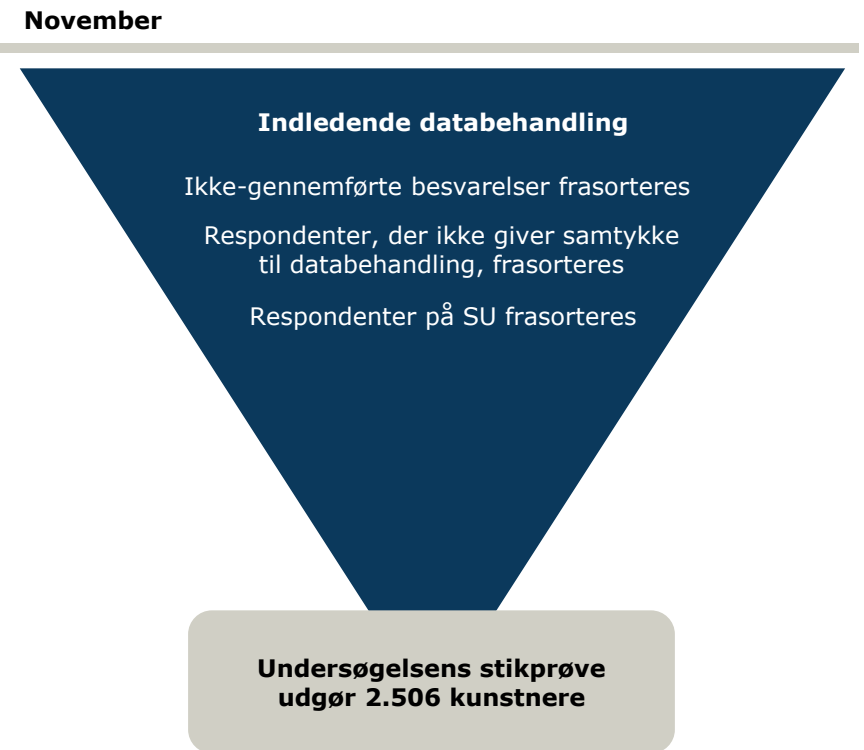 November
Indledende databehandling
Ikke-gennemførte besvarelser frasorteres
Respondenter, der ikke giver samtykke
til databehandling, frasorteres
Respondenter på SU frasorteres
Undersøgelsens stikprøve
udgør 2.506 kunstnere